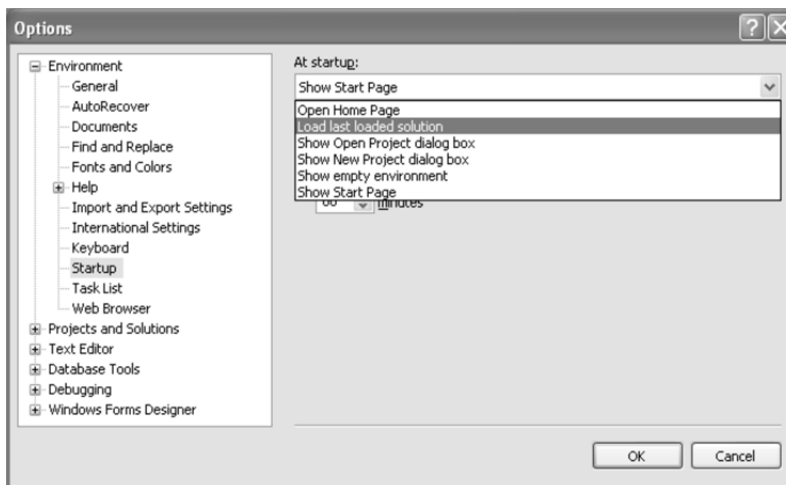 Options
Environment
General
AutoRecover
Documents
Find and Replace
Fonts and Colors
Help
Import and Export Settings
International Settings
Keyboard
Startup
Task List
Web Browser
Projects and Solutions
Text Editor
Database Tools
Debugging
Windows Forms Designer
At startup:
Show Start Page
Open Home Page
Load last loaded solution
Show Open Project dialog box
Show New Project dialog box
Show empty environment
Show Start Page
minutes
OK
Cancel